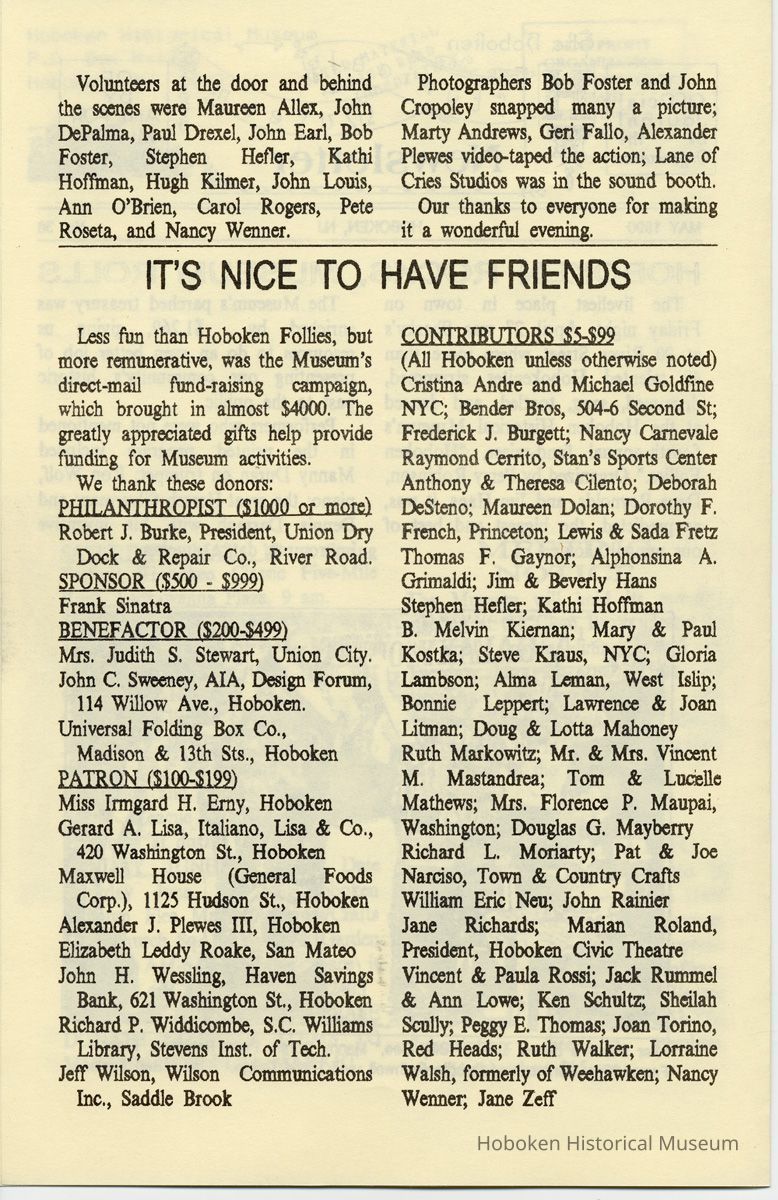 Volunteers at the door and behind
the scenes were Maureen Allex, John
DePalma, Paul Drexel, John Earl, Bob
Foster, Stephen Hefler, Kathi
Hoffman, Hugh Kilmer, John Louis,
Ann O'Brien, Carol Rogers, Pete
Roseta, and Nancy Wenner.
Photographers Bob Foster and John
Cropoley snapped many a picture;
Marty Andrews, Geri Fallo, Alexander
Plewes video-taped the action; Lane of
Cries Studios was in the sound booth.
Our thanks to everyone for making
it a wonderful evening.
IT'S NICE TO HAVE FRIENDS
Less fun than Hoboken Follies, but
more remunerative, was the Museum's
direct-mail fund-raising campaign,
which brought in almost $4000. The
greatly appreciated gifts help provide
funding for Museum activities.
We thank these donors:
PHILANTHROPIST ($1000 or more)
Robert J. Burke, President, Union Dry
Dock & Repair Co., River Road.
SPONSOR ($500 - $999)
Frank Sinatra
BENEFACTOR ($200-$499)
Mrs. Judith S. Stewart, Union City.
John C. Sweeney, AIA, Design Forum,
114 Willow Ave., Hoboken.
Universal Folding Box Co.,
Madison & 13th Sts., Hoboken
PATRON ($100-$199)
Miss Irmgard H. Erny, Hoboken
Gerard A. Lisa, Italiano, Lisa & Co.,
420 Washington St., Hoboken
Maxwell House (General Foods
Corp.), 1125 Hudson St., Hoboken
Alexander J. Plewes III, Hoboken
Elizabeth Leddy Roake, San Mateo
John H. Wessling, Haven Savings
Bank, 621 Washington St., Hoboken
Richard P. Widdicombe, S.C. Williams
Library, Stevens Inst. of Tech.
Jeff Wilson, Wilson Communications
Inc., Saddle Brook
CONTRIBUTORS $5-$99
(All Hoboken unless otherwise noted)
Cristina Andre and Michael Goldfine
NYC; Bender Bros, 504-6 Second St;
Frederick J. Burgett; Nancy Carnevale
Raymond Cerrito, Stan's Sports Center
Anthony & Theresa Cilento; Deborah
DeSteno; Maureen Dolan; Dorothy F.
French, Princeton; Lewis & Sada Fretz
Thomas F. Gaynor; Alphonsina A.
Grimaldi; Jim & Beverly Hans
Stephen Hefler; Kathi Hoffman
B. Melvin Kiernan; Mary & Paul
Kostka; Steve Kraus, NYC; Gloria
Lambson; Alma Leman, West Islip;
Bonnie Leppert; Lawrence & Joan
Litman; Doug & Lotta Mahoney
Ruth Markowitz; Mr. & Mrs. Vincent
M. Mastandrea; Tom & Lucielle
Mathews; Mrs. Florence P. Maupai,
Washington; Douglas G. Mayberry
Richard L. Moriarty; Pat & Joe
Narciso, Town & Country Crafts
William Eric Neu; John Rainier
Jane Richards; Marian Roland,
President, Hoboken Civic Theatre
Vincent & Paula Rossi; Jack Rummel
& Ann Lowe; Ken Schultz; Sheilah
Scully; Peggy E. Thomas; Joan Torino,
Red Heads; Ruth Walker; Lorraine
Walsh, formerly of Weehawken; Nancy
Wenner; Jane Zeff
Hoboken Historical Museum